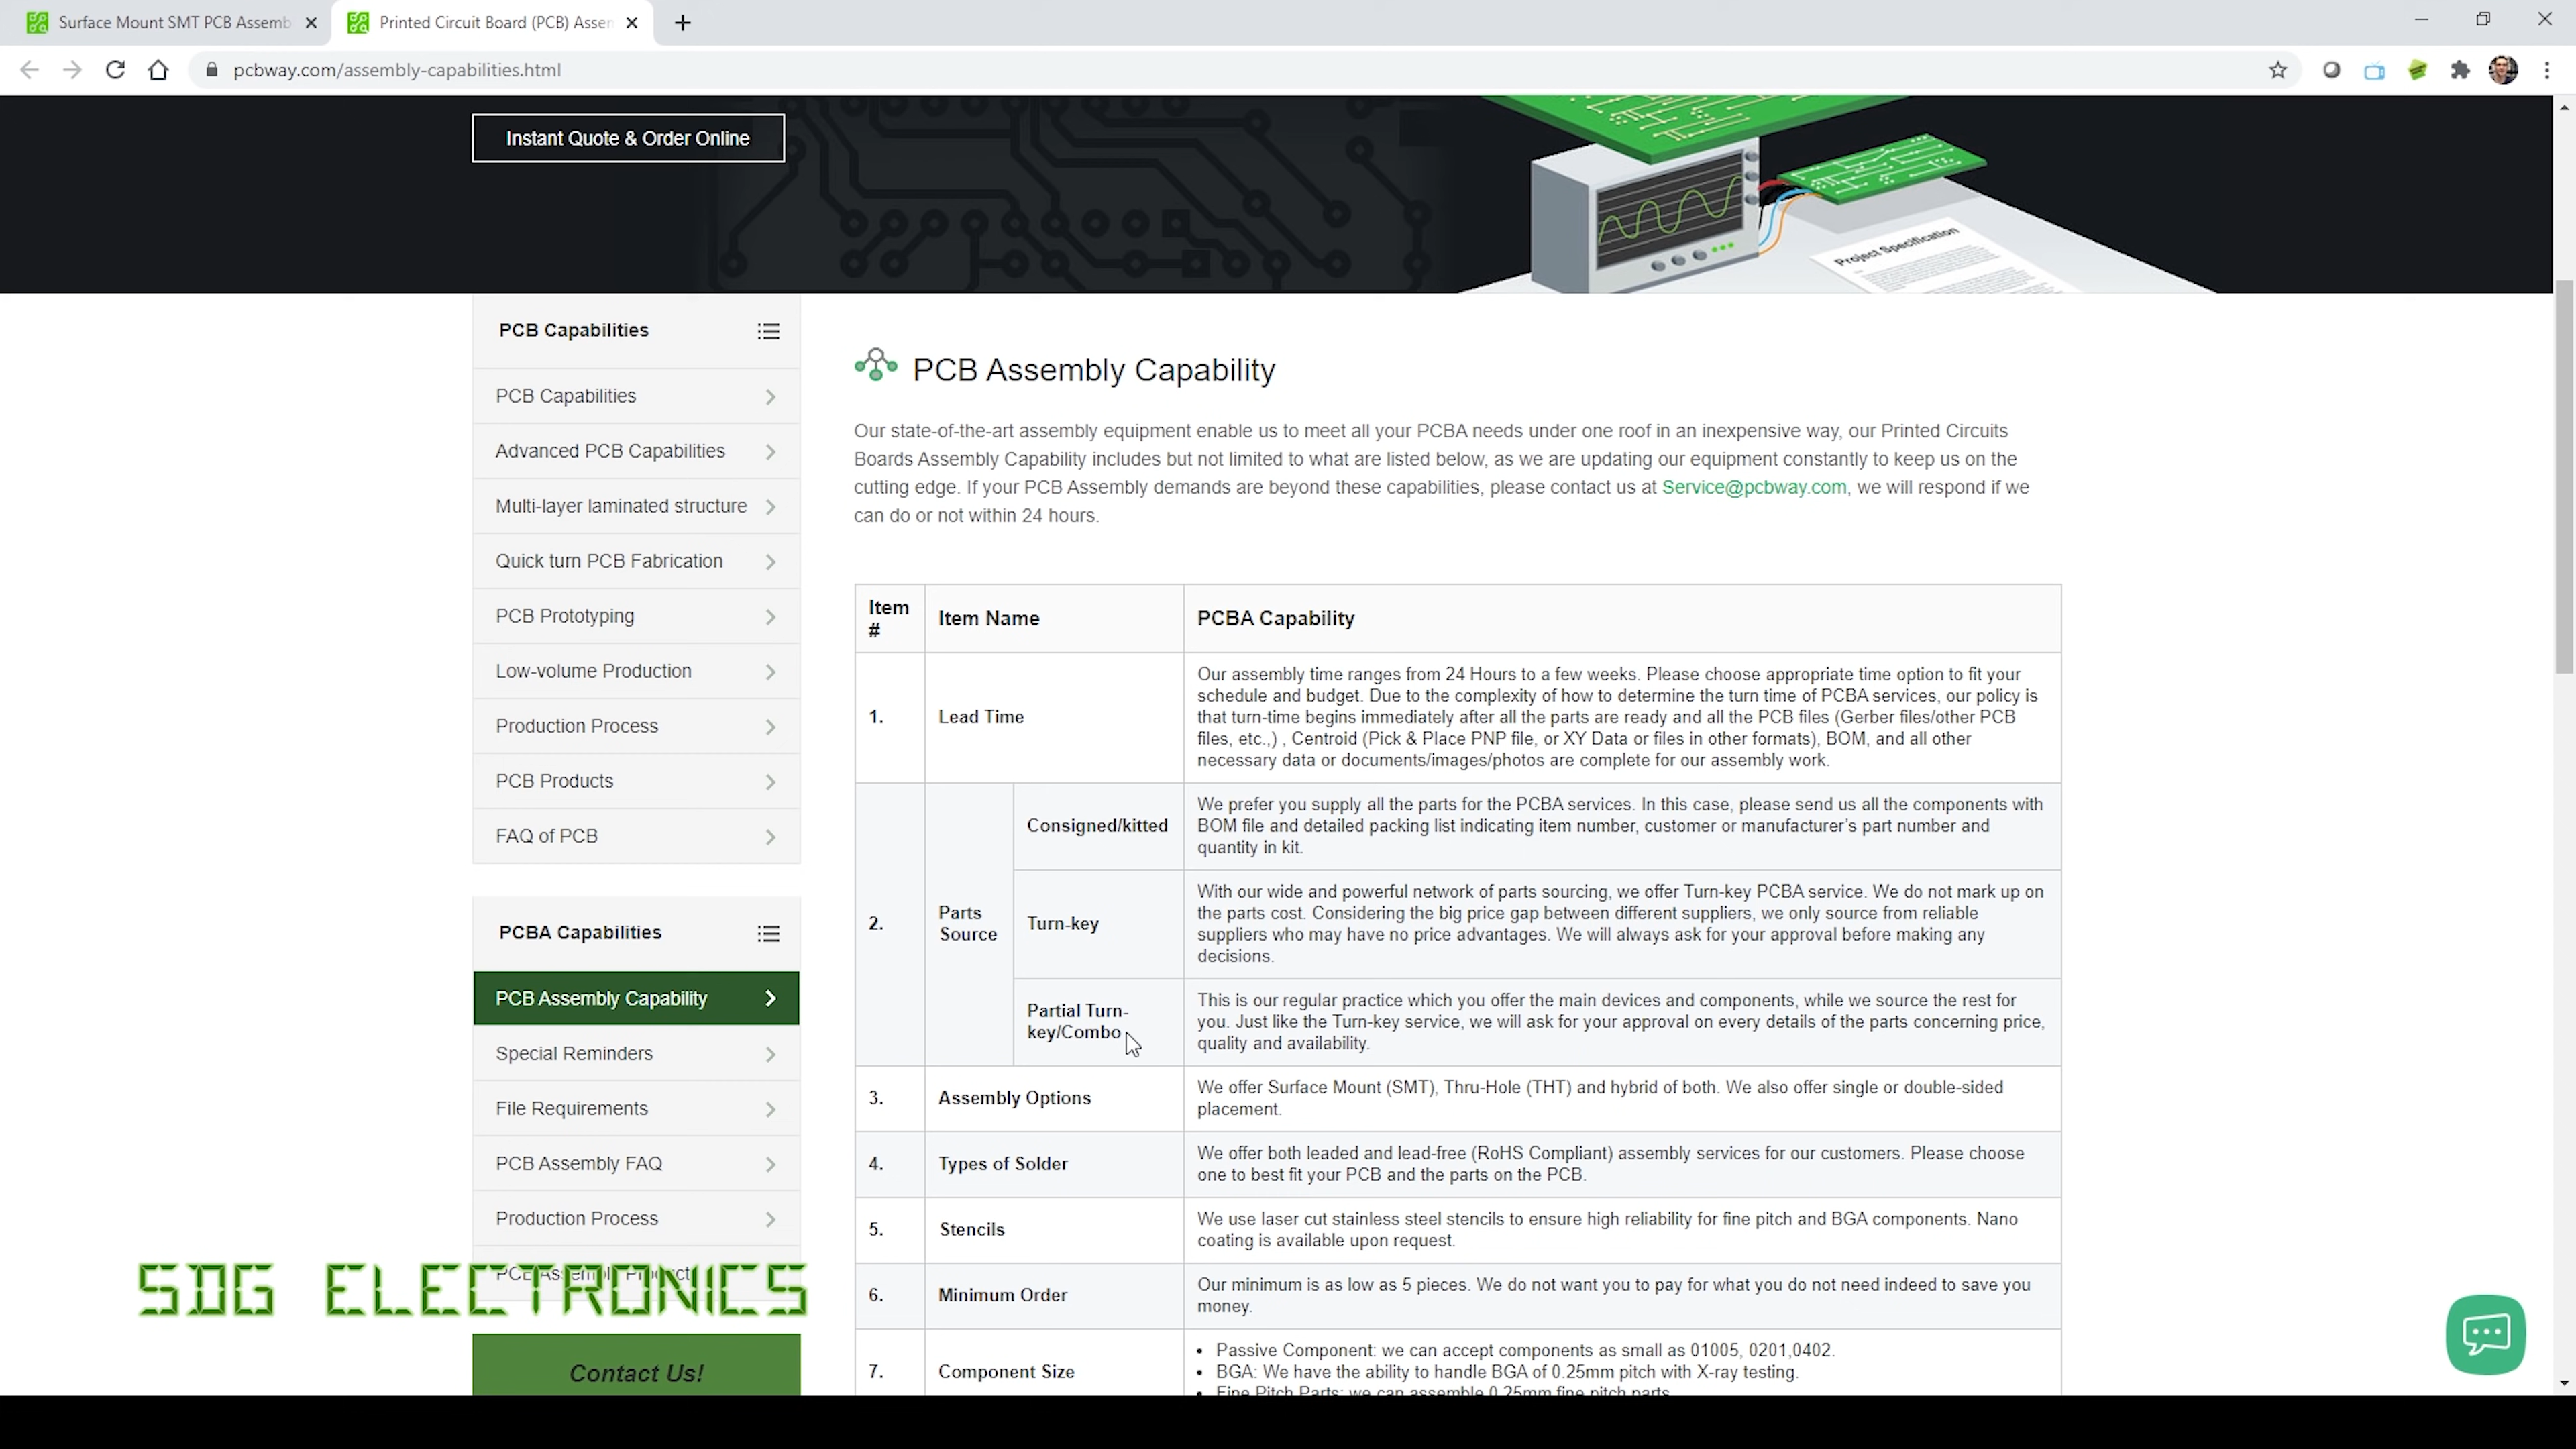 Surface Mount SMT PCB Assemb
Printed Circuit Board (PCB) Assem
pcbway.com/assembly-capabilities.html
Instant Quote & Order Online
Project Specification
PCB Capabilities
PCB Capabilities
Advanced PCB Capabilities
Multi-layer laminated structure
Quick turn PCB Fabrication
PCB Prototyping
Low-volume Production
Production Process
PCB Products
FAQ of PCB
PCBA Capabilities
PCB Assembly Capability
Special Reminders
File Requirements
PCB Assembly FAQ
Production Process
SDG ELECTRONICS
Contact Us!
PCB Assembly Capability
Our state-of-the-art assembly equipment enable us to meet all your PCBA needs under one roof in an inexpensive way, our Printed Circuits
Boards Assembly Capability includes but not limited to what are listed below, as we are updating our equipment constantly to keep us on the
cutting edge. If your PCB Assembly demands are beyond these capabilities, please contact us at Service@pcbway.com, we will respond if we
can do or not within 24 hours.
Item
#
Item Name
PCBA Capability
1.
Lead Time
Our assembly time ranges from 24 Hours to a few weeks. Please choose appropriate time option to fit your
schedule and budget. Due to the complexity of how to determine the turn time of PCBA services, our policy is
that turn-time begins immediately after all the parts are ready and all the PCB files (Gerber files/other PCB
files, etc.,) , Centroid (Pick & Place PNP file, or XY Data or files in other formats), BOM, and all other
necessary data or documents/images/photos are complete for our assembly work.
2.
Parts
Source
Consigned/kitted
We prefer you supply all the parts for the PCBA services. In this case, please send us all the components with
BOM file and detailed packing list indicating item number, customer or manufacturer's part number and
quantity in kit.
Turn-key
With our wide and powerful network of parts sourcing, we offer Turn-key PCBA service. We do not mark up on
the parts cost. Considering the big price gap between different suppliers, we only source from reliable
suppliers who may have no price advantages. We will always ask for your approval before making any
decisions.
Partial Turn-
key/Combo
This is our regular practice which you offer the main devices and components, while we source the rest for
you. Just like the Turn-key service, we will ask for your approval on every details of the parts concerning price,
quality and availability.
3.
Assembly Options
We offer Surface Mount (SMT), Thru-Hole (THT) and hybrid of both. We also offer single or double-sided
placement.
4.
Types of Solder
We offer both leaded and lead-free (RoHS Compliant) assembly services for our customers. Please choose
one to best fit your PCB and the parts on the PCB.
5.
Stencils
We use laser cut stainless steel stencils to ensure high reliability for fine pitch and BGA components. Nano
coating is available upon request.
6.
Minimum Order
Our minimum is as low as 5 pieces. We do not want you to pay for what you do not need indeed to save you
money.
7.
Component Size
• Passive Component: we can accept components as small as 01005, 0201,0402.
• BGA: We have the ability to handle BGA of 0.25mm pitch with X-ray testing.
• Fine Pitch Parts: we can assemble 0.25mm fine pitch parts